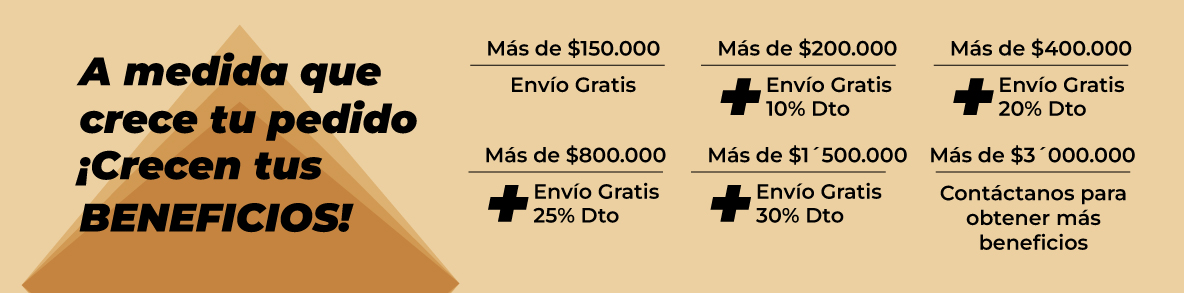 A medida que
crece tu pedido
¡Crecen tus
BENEFICIOS!
Más de $150.000
Envío Gratis
Más de $200.000
+ Envío Gratis
10% Dto
Más de $400.000
+ Envío Gratis
20% Dto
Más de $800.000
+ Envío Gratis
25% Dto
Más de $1´500.000
+ Envío Gratis
30% Dto
Más de $3´000.000
Contáctanos para
obtener más
beneficios